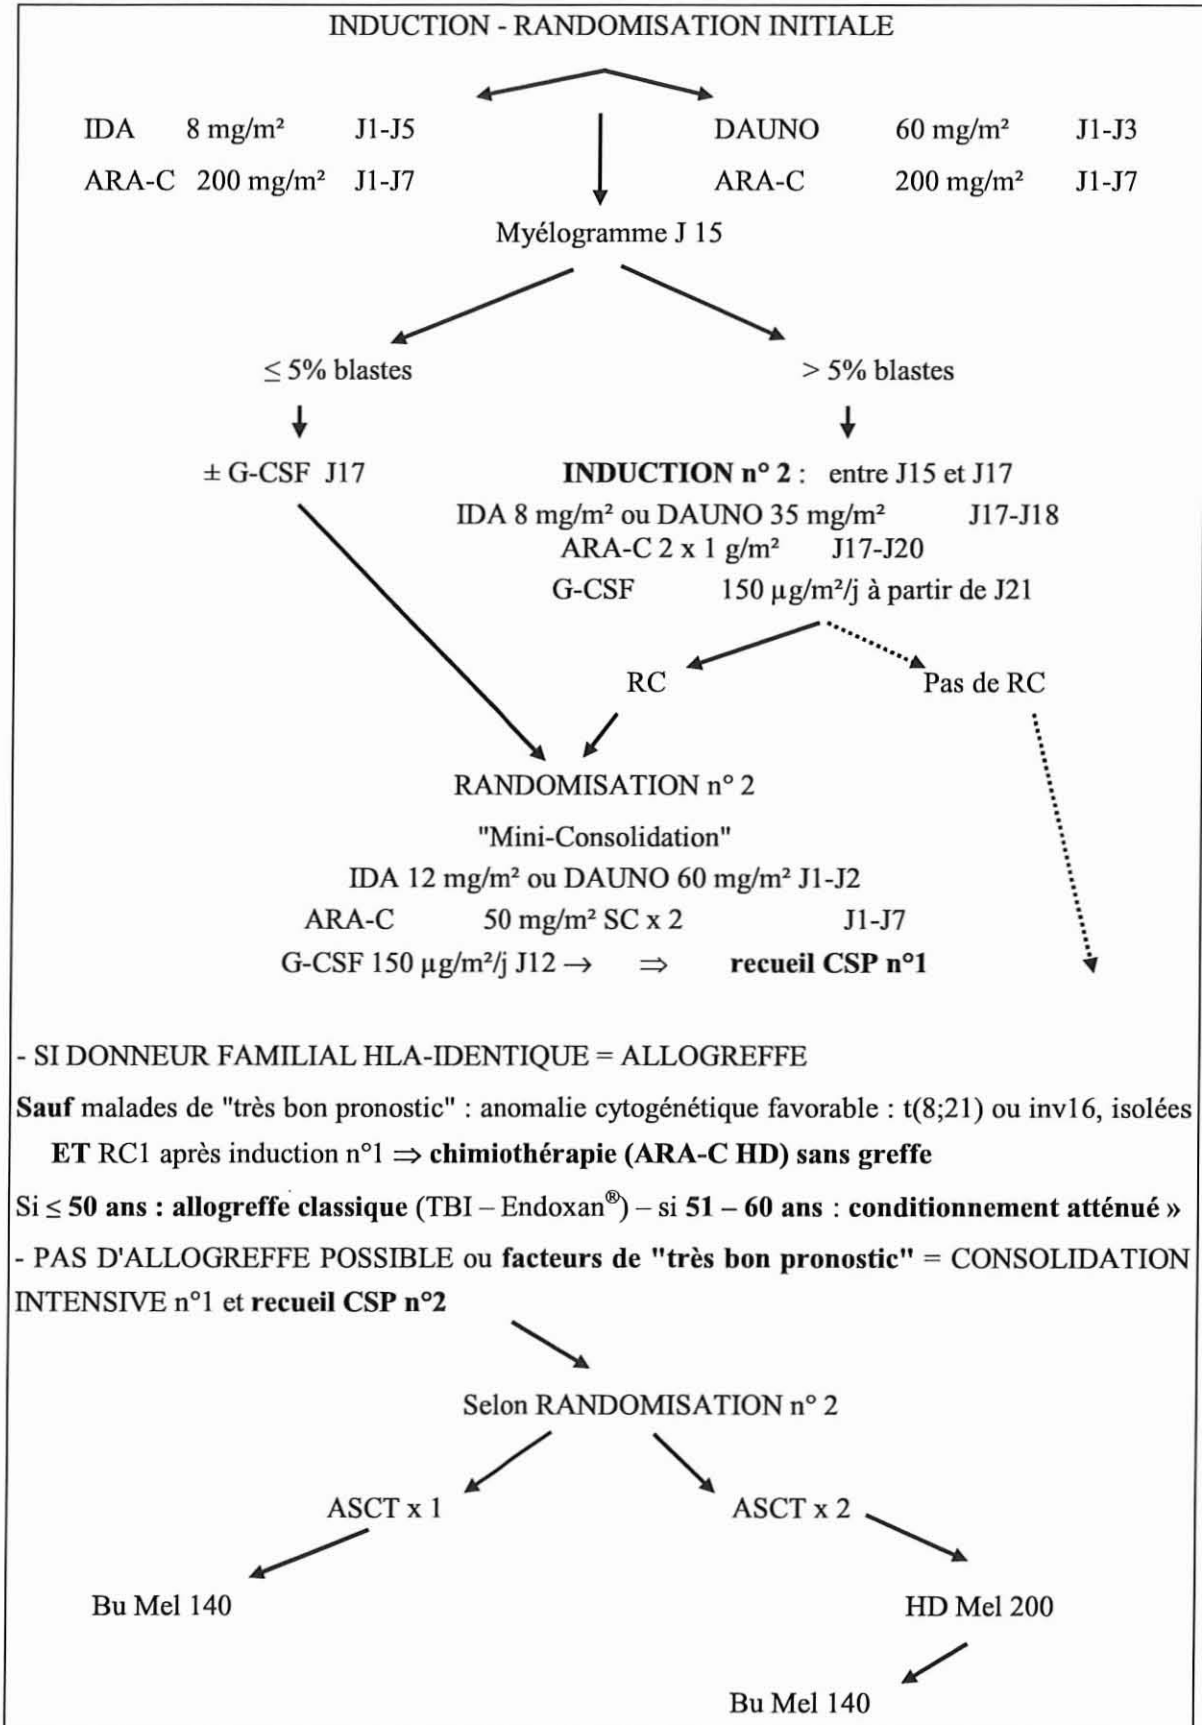 INDUCTION - RANDOMISATION INITIALE
IDA 8 mg/m² J1-J5 DAUNO 60 mg/m² J1-J3
ARA-C 200 mg/m² J1-J7 ARA-C 200 mg/m² J1-J7
Myélogramme J 15
≤ 5% blastes > 5% blastes
± G-CSF J17 INDUCTION n° 2 : entre J15 et J17
IDA 8 mg/m² ou DAUNO 35 mg/m² J17-J18
ARA-C 2 x 1 g/m² J17-J20
G-CSF 150 µg/m²/j à partir de J21
RC Pas de RC
RANDOMISATION n° 2
"Mini-Consolidation"
IDA 12 mg/m² ou DAUNO 60 mg/m² J1-J2
ARA-C 50 mg/m² SC x 2 J1-J7
G-CSF 150 µg/m²/j J12 → ⇒ recueil CSP n°1
- SI DONNEUR FAMILIAL HLA-IDENTIQUE = ALLOGREFFE
Sauf malades de "très bon pronostic" : anomalie cytogénétique favorable : t(8;21) ou inv16, isolées
ET RC1 après induction n°1 ⇒ chimiothérapie (ARA-C HD) sans greffe
Si ≤ 50 ans : allogreffe classique (TBI – Endoxan®) – si 51 – 60 ans : conditionnement atténué »
- PAS D'ALLOGREFFE POSSIBLE ou facteurs de "très bon pronostic" = CONSOLIDATION
INTENSIVE n°1 et recueil CSP n°2
Selon RANDOMISATION n° 2
ASCT x 1 ASCT x 2
Bu Mel 140 HD Mel 200
Bu Mel 140